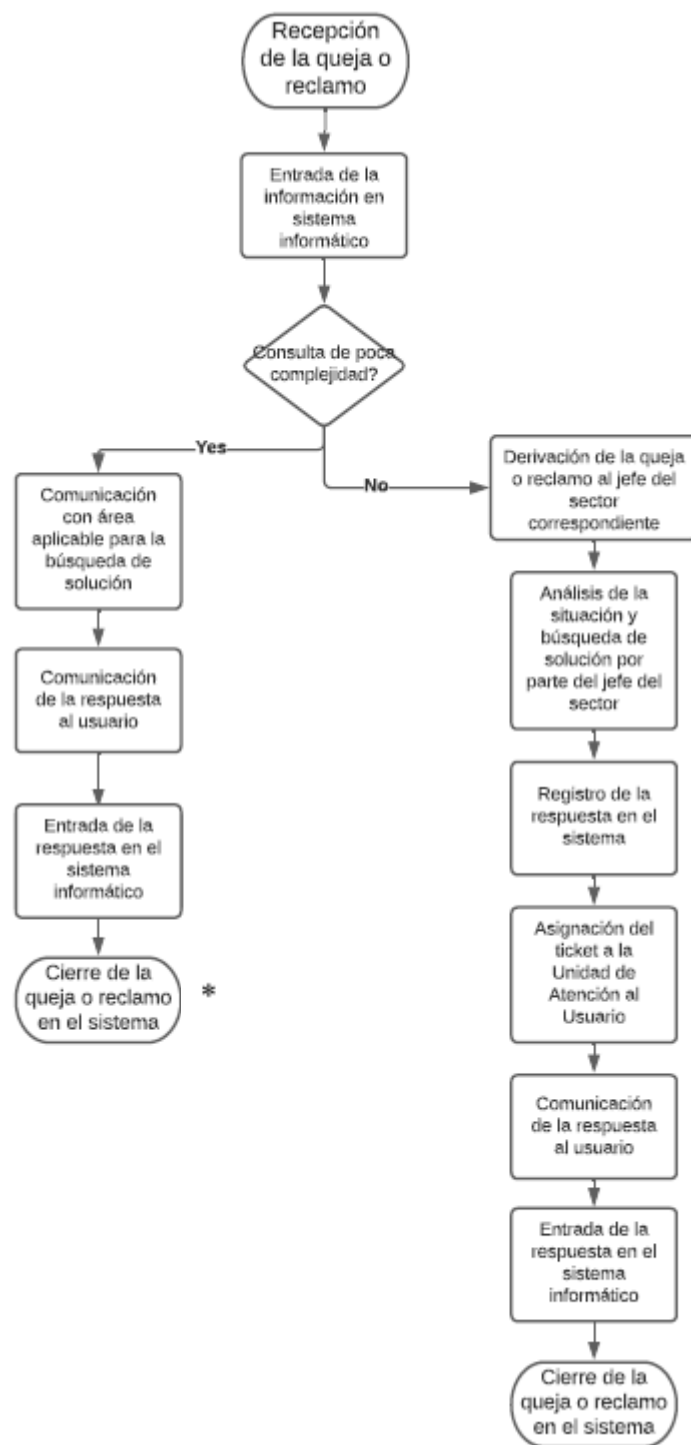 Recepción
de la queja o
reclamo
Entrada de la
información en
sistema
informático
Consulta de poca
complejidad?
Yes
No
Comunicación
con área
aplicable para la
búsqueda de
solución
Comunicación
de la respuesta
al usuario
Entrada de la
respuesta en el
sistema
informático
Cierre de la
queja o reclamo
en el sistema
*
Derivación de la queja
o reclamo al jefe del
sector
correspondiente
Análisis de la
situación y
búsqueda de
solución por
parte del jefe del
sector
Registro de la
respuesta en el
sistema
Asignación del
ticket a la
Unidad de
Atención al
Usuario
Comunicación
de la respuesta
al usuario
Entrada de la
respuesta en el
sistema
informático
Cierre de la
queja o reclamo
en el sistema